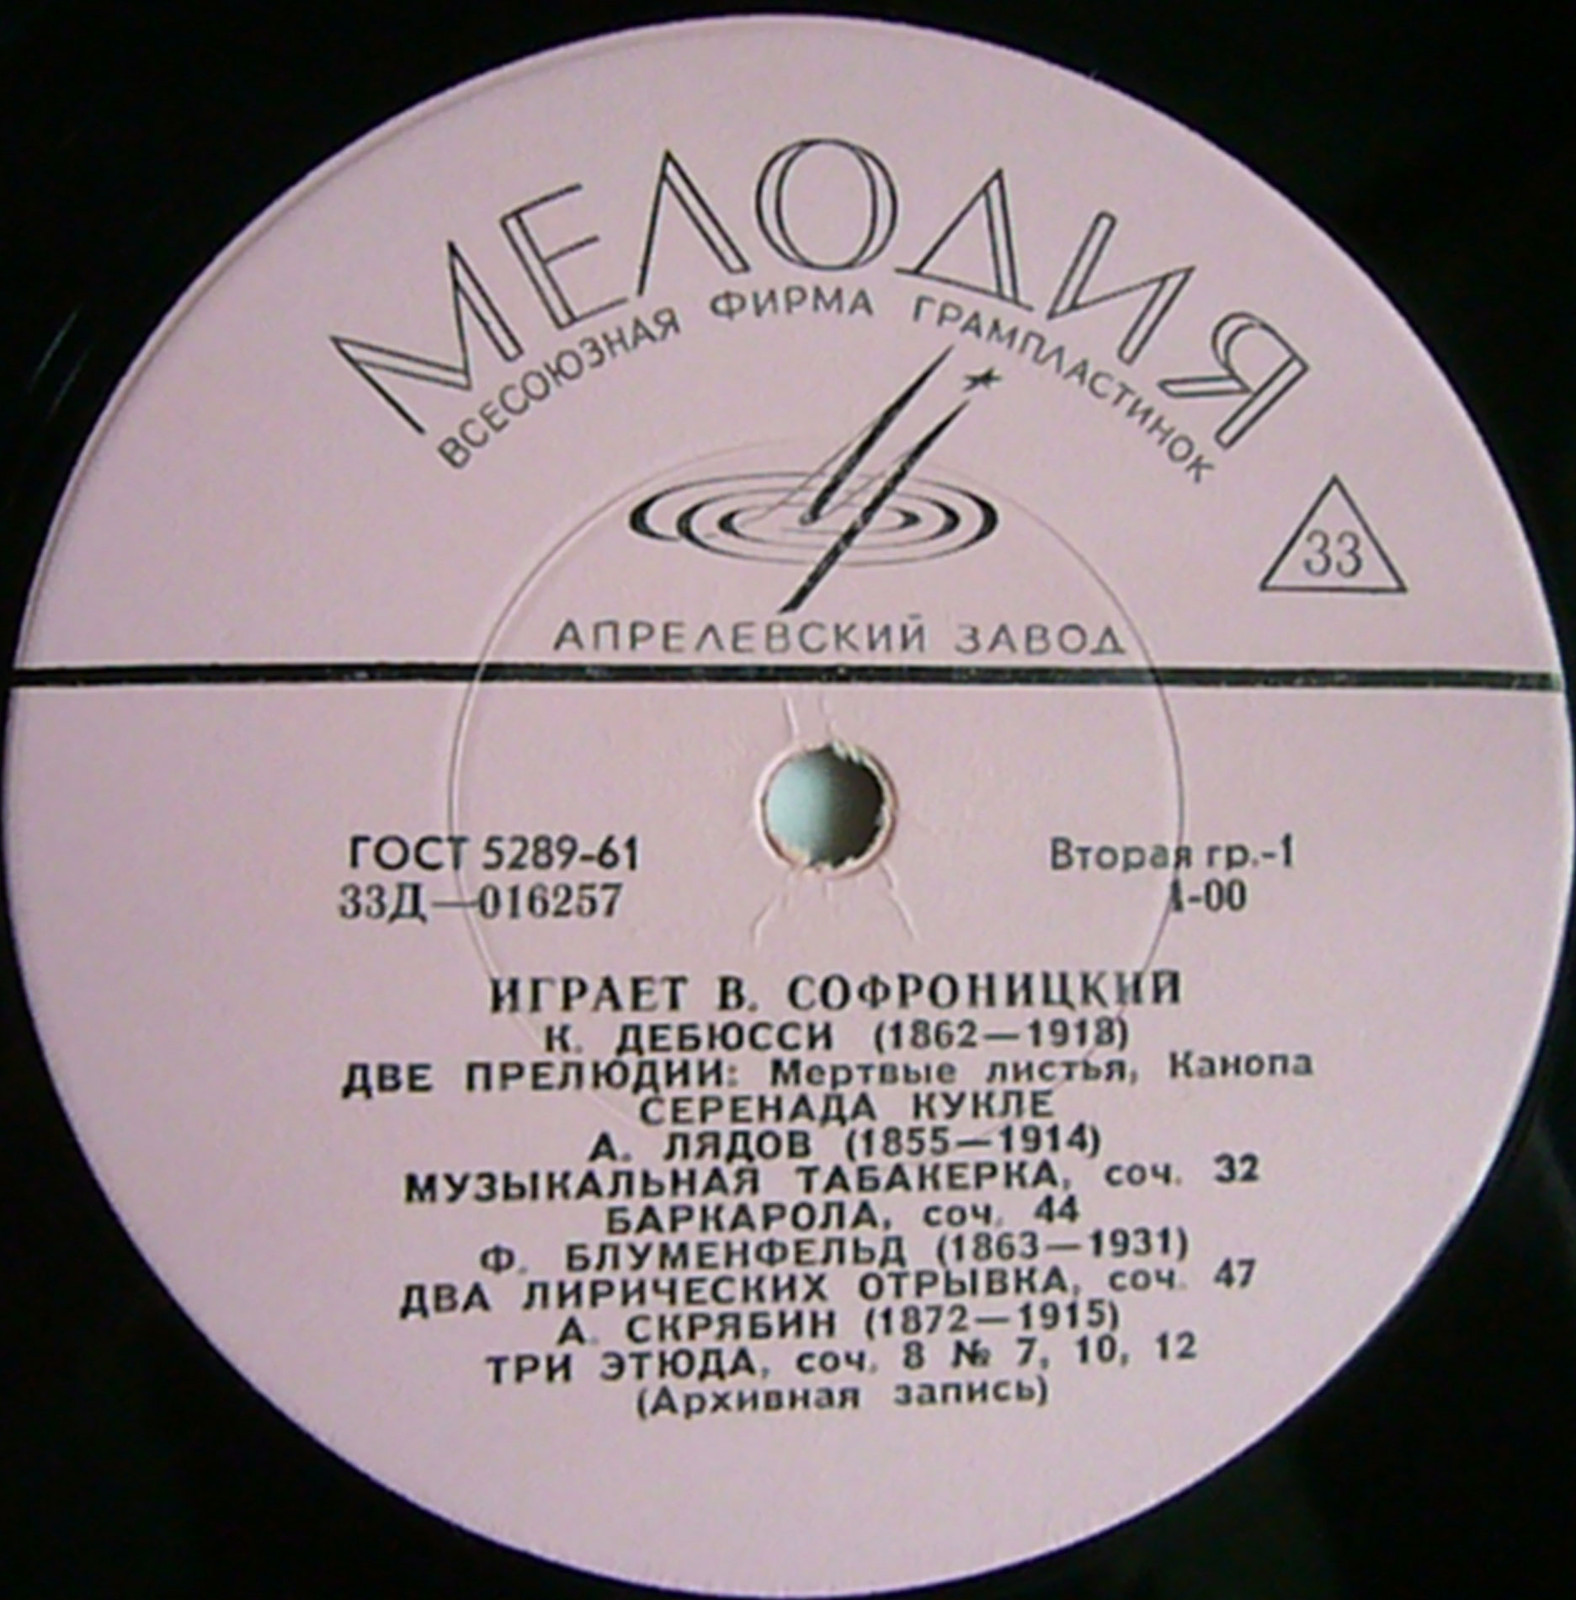 МЕЛОДИЯ
ВСЕСОЮЗНАЯ ФИРМА ГРАМПЛАСТИНОК
33
АПРЕЛЕВСКИЙ ЗАВОД
ГОСТ 5289-61
Вторая гр.-1
33Д—016257
1-00
ИГРАЕТ В. СОФРОНИЦКИЙ
К. ДЕБЮССИ (1862—1918)
ДВЕ ПРЕЛЮДИИ: Мертвые листья, Канопа
СЕРЕНАДА КУКЛЕ
А. ЛЯДОВ (1855—1914)
МУЗЫКАЛЬНАЯ ТАБАКЕРКА, соч. 32
БАРКАРОЛА, соч. 44
Ф. БЛУМЕНФЕЛЬД (1863—1931)
ДВА ЛИРИЧЕСКИХ ОТРЫВКА, соч. 47
А. СКРЯБИН (1872—1915)
ТРИ ЭТЮДА, соч. 8 № 7, 10, 12
(Архивная запись)